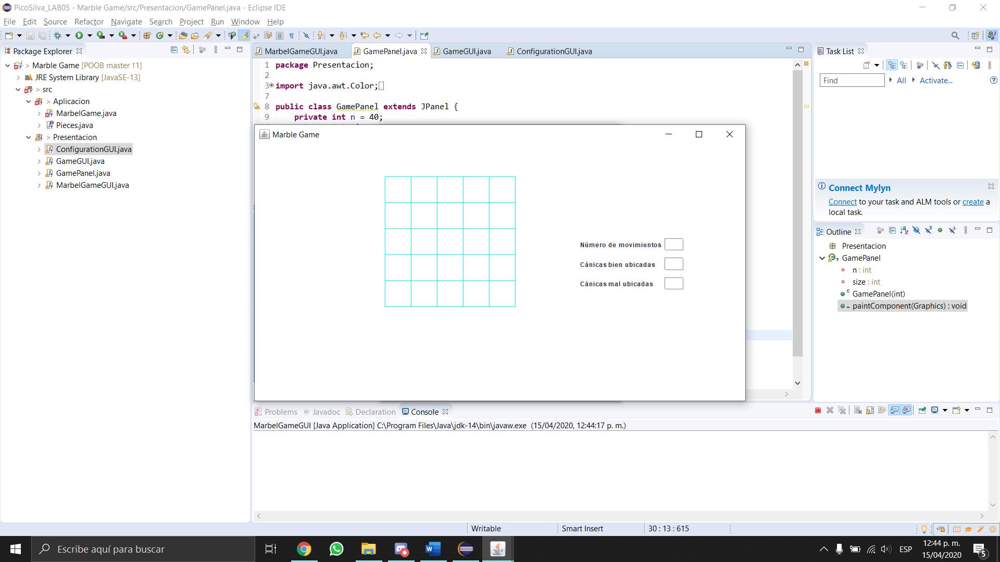 PicoSilva_LAB05 - Marble Game/src/Presentacion/GamePanel.java - Eclipse IDE
File Edit Source Refactor Navigate Search Project Run Window Help
Package Explorer
> Marble Game [POOB master ↑1]
JRE System Library [JavaSE-13]
> src
> Aplicacion
MarbelGame.java
Pieces.java
> Presentacion
ConfigurationGUI.java
GameGUI.java
GamePanel.java
MarbelGameGUI.java
MarbelGameGUI.java GamePanel.java GameGUI.java ConfigurationGUI.java
1 package Presentacion;
2
3 import java.awt.Color;
7
8 public class GamePanel extends JPanel {
9 private int n = 40;
Marble Game
Número de movimientos
Cánicas bien ubicadas
Cánicas mal ubicadas
Task List
Find All Activate...
Connect Mylyn
Connect to your task and ALM tools or create a
local task.
Outline
Presentacion
GamePanel
n : int
size : int
GamePanel(int)
paintComponent(Graphics) : void
Problems @ Javadoc Declaration Console
MarbelGameGUI [Java Application] C:\Program Files\Java\jdk-14\bin\javaw.exe (15/04/2020, 12:44:17 p. m.)
Writable Smart Insert 30 : 13 : 615
Escribe aquí para buscar
ESP
12:44 p. m.
15/04/2020
5